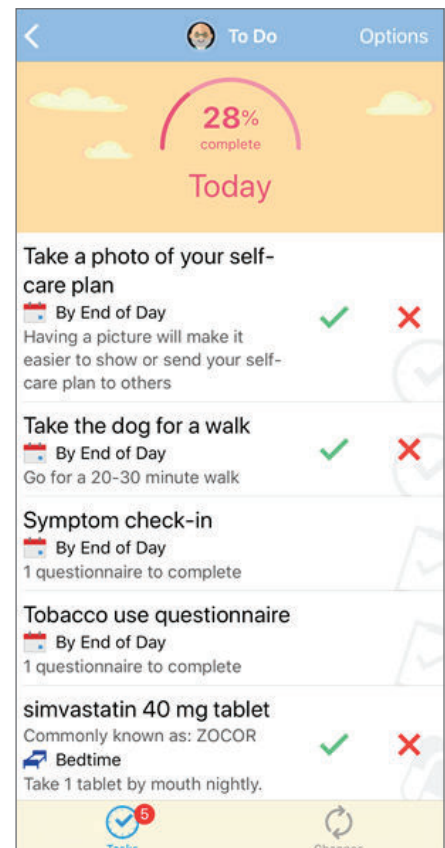 To Do
Options
28%
complete
Today
Take a photo of your self-
care plan
By End of Day
Having a picture will make it
easier to show or send your self-
care plan to others
Take the dog for a walk
By End of Day
Go for a 20-30 minute walk
Symptom check-in
By End of Day
1 questionnaire to complete
Tobacco use questionnaire
By End of Day
1 questionnaire to complete
simvastatin 40 mg tablet
Commonly known as: ZOCOR
Bedtime
Take 1 tablet by mouth nightly.
5